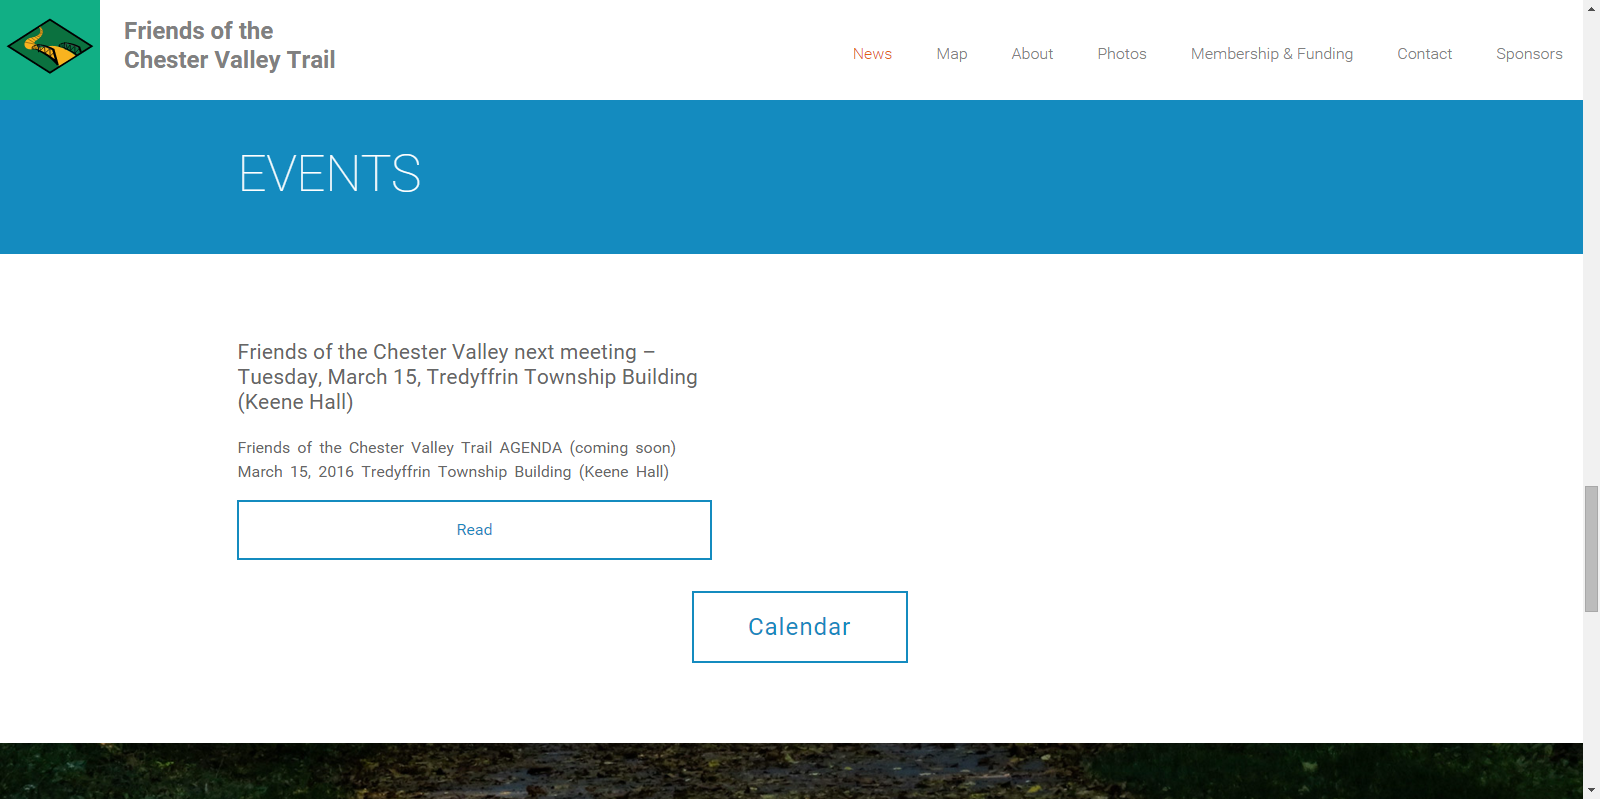 Friends of the
Chester Valley Trail
News
Map
About
Photos
Membership & Funding
Contact
Sponsors
EVENTS
Friends of the Chester Valley next meeting –
Tuesday, March 15, Tredyffrin Township Building
(Keene Hall)
Friends of the Chester Valley Trail AGENDA (coming soon)
March 15, 2016 Tredyffrin Township Building (Keene Hall)
Read
Calendar